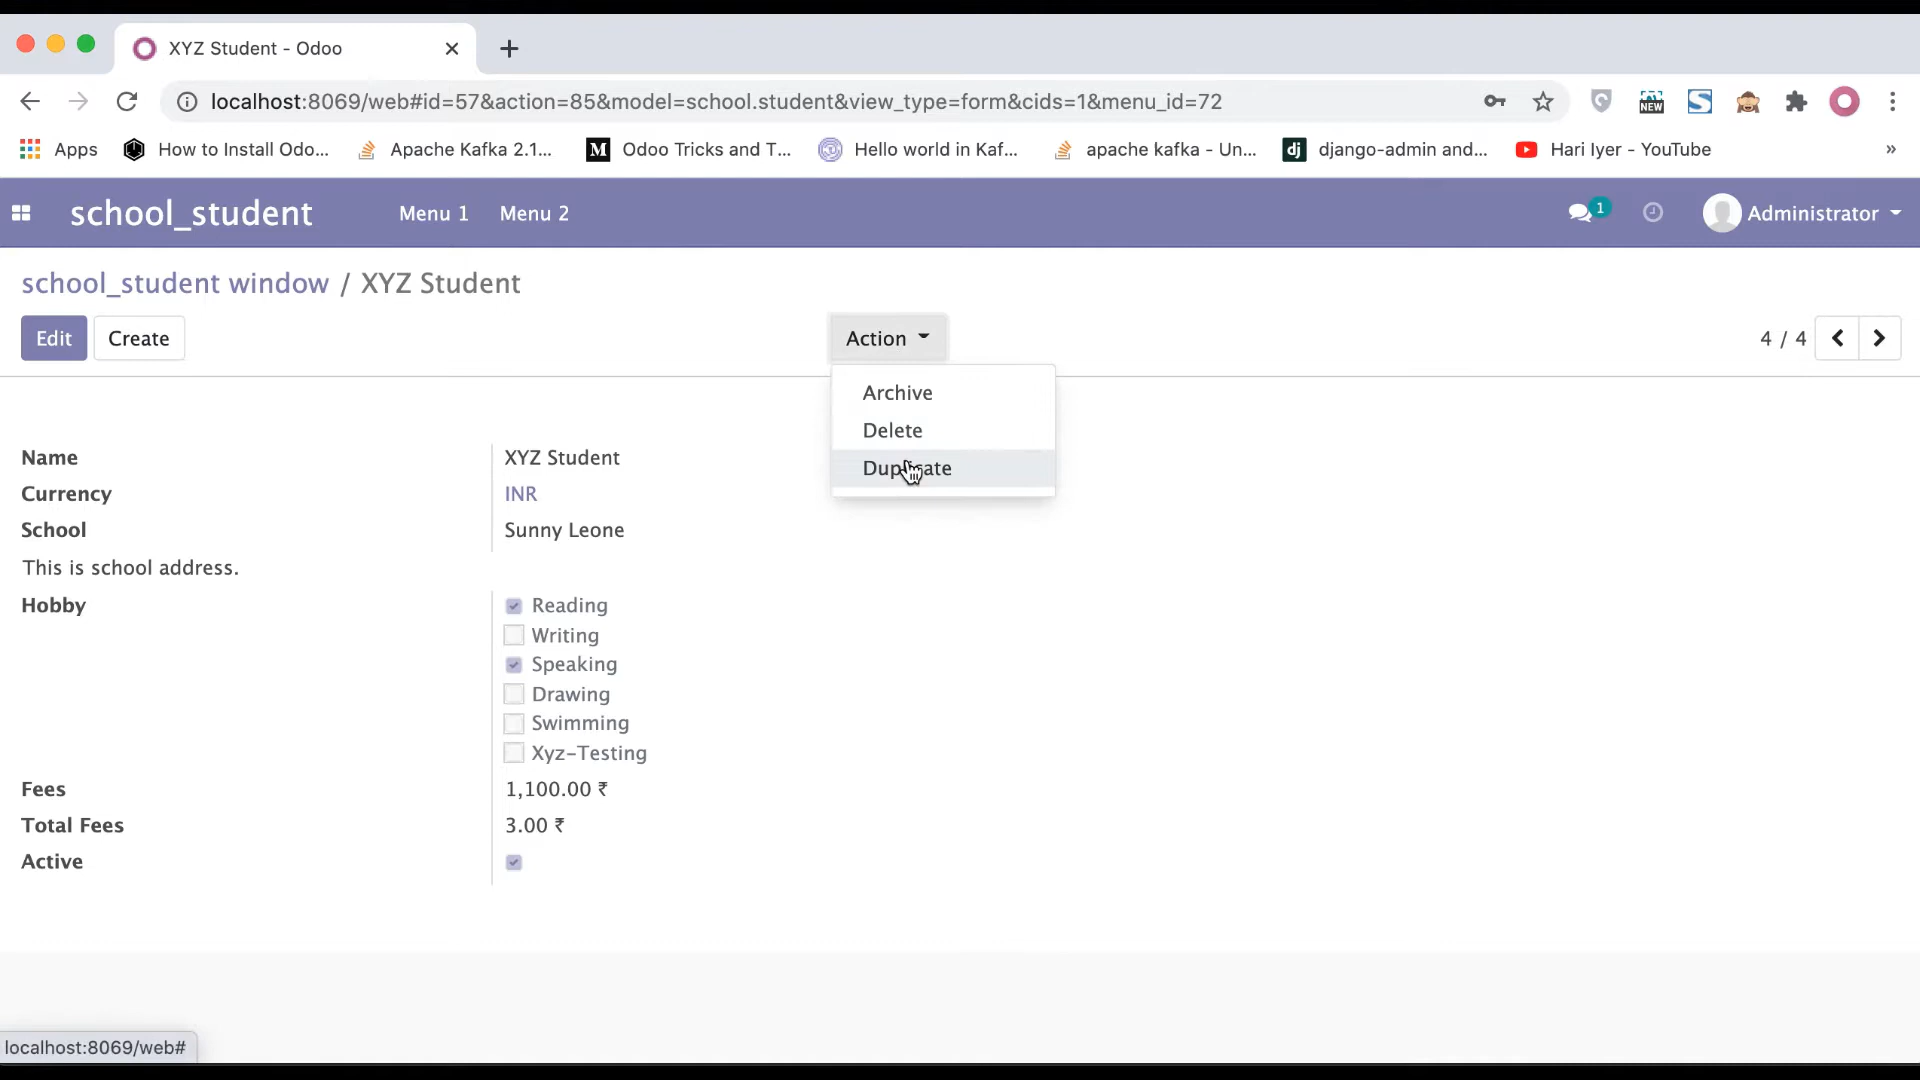 XYZ Student - Odoo
localhost:8069/web#id=57&action=85&model=school.student&view_type=form&cids=1&menu_id=72
NEW
Apps
How to Install Odo...
Apache Kafka 2.1...
M
Odoo Tricks and T...
Hello world in Kaf...
apache kafka - Un...
dj
django-admin and...
Hari Iyer - YouTube
»
school_student
Menu 1
Menu 2
1
Administrator
school_student window / XYZ Student
Edit
Create
Action
4 / 4
Archive
Delete
Duplicate
Name
XYZ Student
Currency
INR
School
Sunny Leone
This is school address.
Hobby
Reading
Writing
Speaking
Drawing
Swimming
Xyz-Testing
Fees
1,100.00 ₹
Total Fees
3.00 ₹
Active
localhost:8069/web#